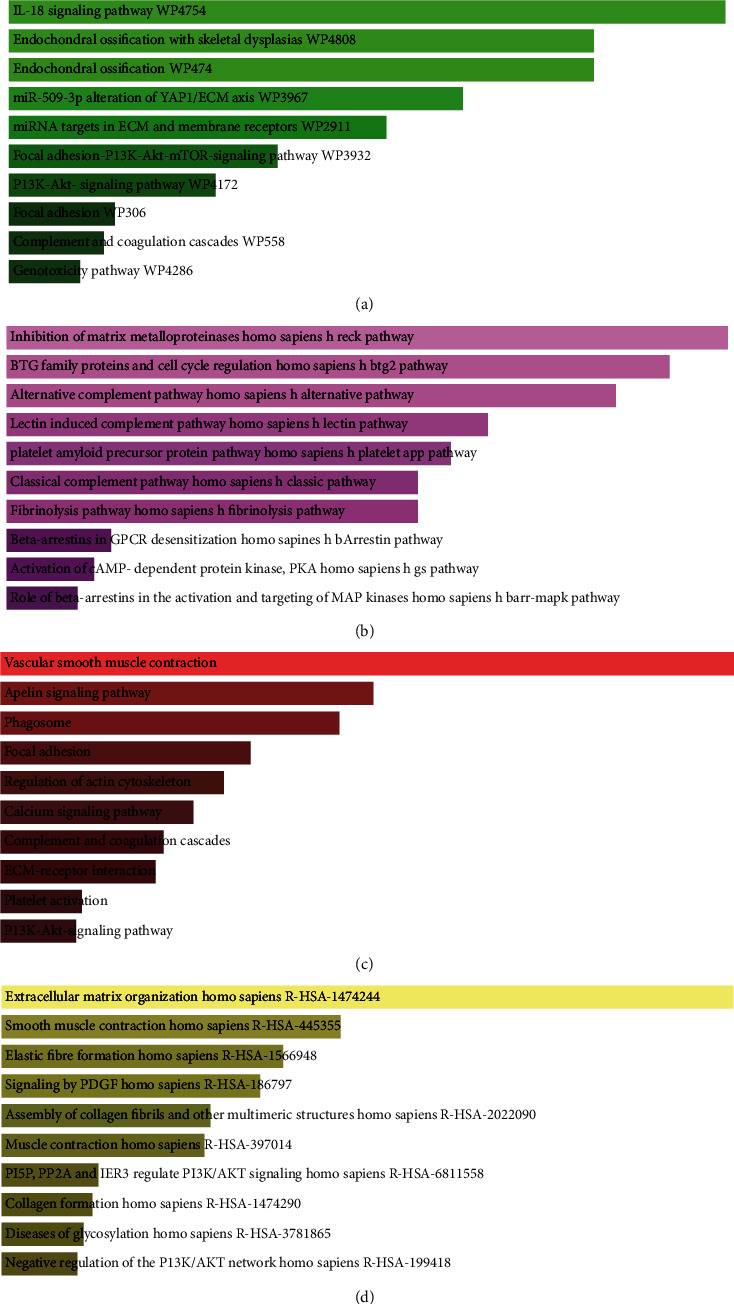 IL-18 signaling pathway WP4754
Endochondral ossification with skeletal dysplasias WP4808
Endochondral ossification WP474
miR-509-3p alteration of YAP1/ECM axis WP3967
miRNA targets in ECM and membrane receptors WP2911
Focal adhesion-P13K-Akt-mTOR-signaling pathway WP3932
P13K-Akt- signaling pathway WP4172
Focal adhesion WP306
Complement and coagulation cascades WP558
Genotoxicity pathway WP4286
(a)
Inhibition of matrix metalloproteinases homo sapiens h reck pathway
BTG family proteins and cell cycle regulation homo sapiens h btg2 pathway
Alternative complement pathway homo sapiens h alternative pathway
Lectin induced complement pathway homo sapiens h lectin pathway
platelet amyloid precursor protein pathway homo sapiens h platelet app pathway
Classical complement pathway homo sapiens h classic pathway
Fibrinolysis pathway homo sapiens h fibrinolysis pathway
Beta-arrestins in GPCR desensitization homo sapines h bArrestin pathway
Activation of cAMP- dependent protein kinase, PKA homo sapiens h gs pathway
Role of beta-arrestins in the activation and targeting of MAP kinases homo sapiens h barr-mapk pathway
(b)
Vascular smooth muscle contraction
Apelin signaling pathway
Phagosome
Focal adhesion
Regulation of actin cytoskeleton
Calcium signaling pathway
Complement and coagulation cascades
ECM-receptor interaction
Platelet activation
P13K-Akt-signaling pathway
(c)
Extracellular matrix organization homo sapiens R-HSA-1474244
Smooth muscle contraction homo sapiens R-HSA-445355
Elastic fibre formation homo sapiens R-HSA-1566948
Signaling by PDGF homo sapiens R-HSA-186797
Assembly of collagen fibrils and other multimeric structures homo sapiens R-HSA-2022090
Muscle contraction homo sapiens R-HSA-397014
PI5P, PP2A and IER3 regulate PI3K/AKT signaling homo sapiens R-HSA-6811558
Collagen formation homo sapiens R-HSA-1474290
Diseases of glycosylation homo sapiens R-HSA-3781865
Negative regulation of the P13K/AKT network homo sapiens R-HSA-199418
(d)